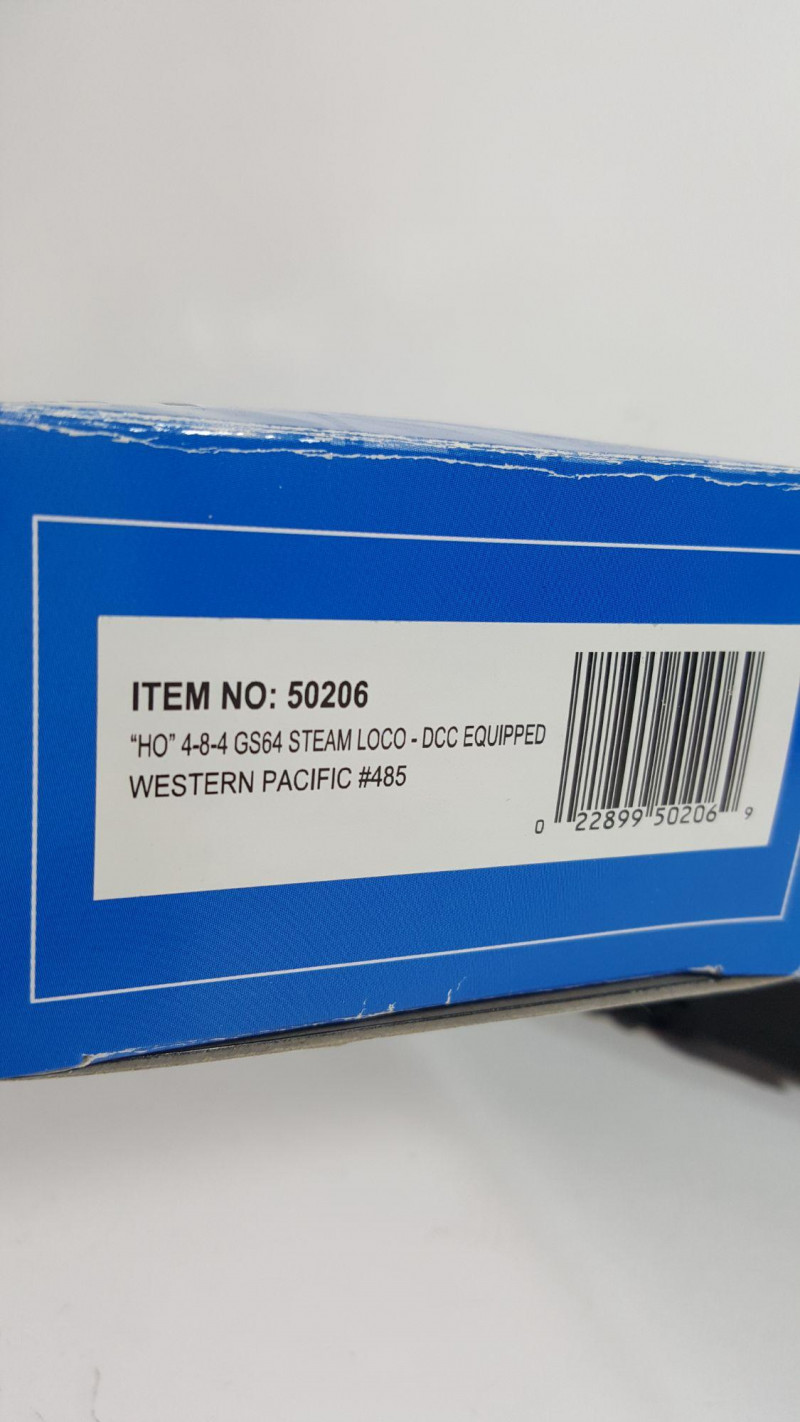 ITEM NO: 50206
“HO” 4-8-4 GS64 STEAM LOCO - DCC EQUIPPED
WESTERN PACIFIC #485
0 22899 50206 9